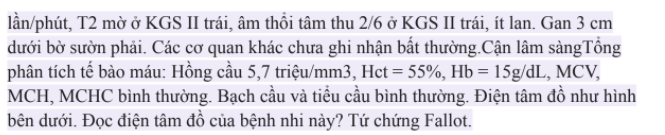 lần/phút, T2 mờ ở KGS II trái, âm thổi tâm thu 2/6 ở KGS II trái, ít lan. Gan 3 cm
dưới bờ sườn phải. Các cơ quan khác chưa ghi nhận bất thường.Cận lâm sàngTổng
phân tích tế bào máu: Hồng cầu 5,7 triệu/mm3, Hct = 55%, Hb = 15g/dL, MCV,
MCH, MCHC bình thường. Bạch cầu và tiểu cầu bình thường. Điện tâm đồ như hình
bên dưới. Đọc điện tâm đồ của bệnh nhi này? Tứ chứng Fallot.